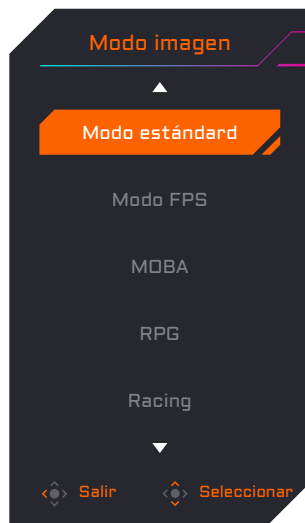 Modo imagen
Modo estándard
Modo FPS
MOBA
RPG
Racing
Salir Seleccionar